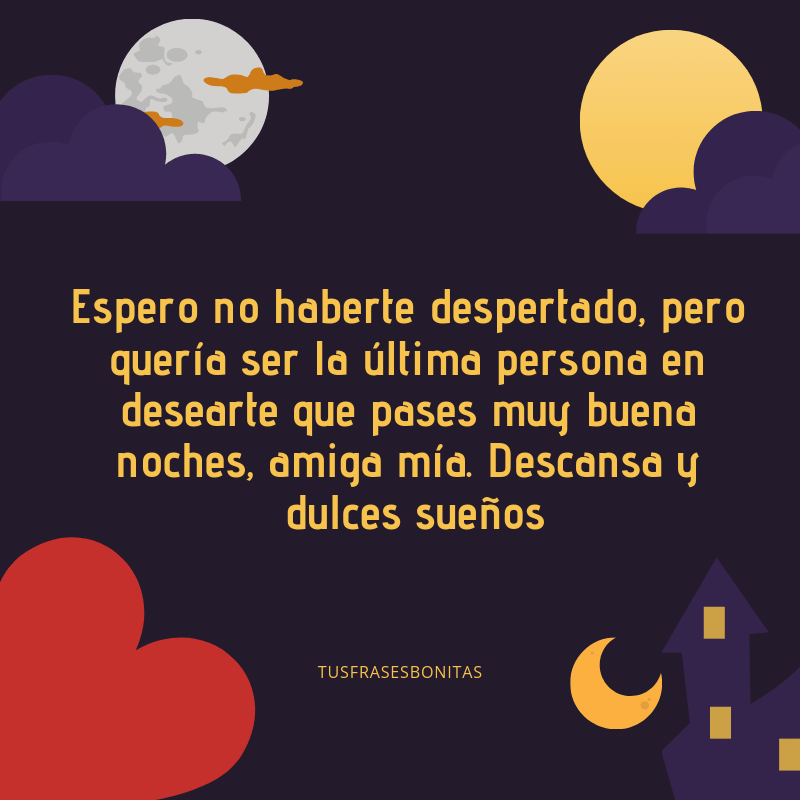 Espero no haberte despertado, pero
quería ser la última persona en
desearte que pases muy buena
noches, amiga mía. Descansa y
dulces sueños
TUSFRASESBONITAS